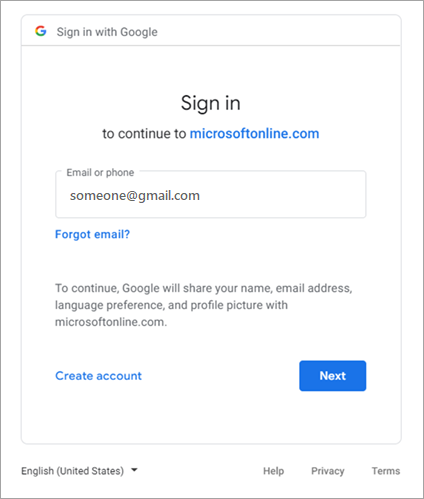 Sign in with Google
Sign in
to continue to microsoftonline.com
Email or phone
someone@gmail.com
Forgot email?
To continue, Google will share your name, email address,
language preference, and profile picture with
microsoftonline.com.
Create account Next
English (United States) Help Privacy Terms